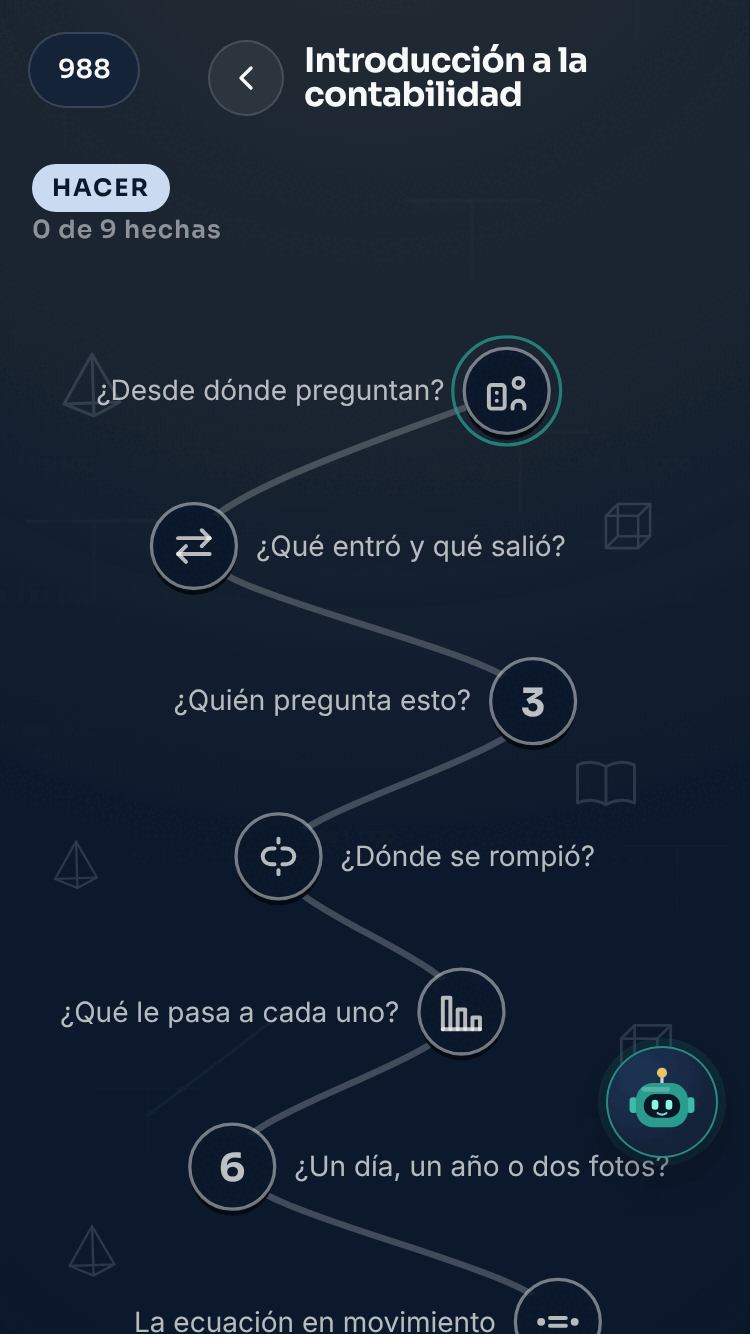 988
Introducción a la
contabilidad
HACER
0 de 9 hechas
¿Desde dónde preguntan?
¿Qué entró y qué salió?
¿Quién pregunta esto?
3
¿Dónde se rompió?
¿Qué le pasa a cada uno?
6
¿Un día, un año o dos fotos?
La ecuación en movimiento